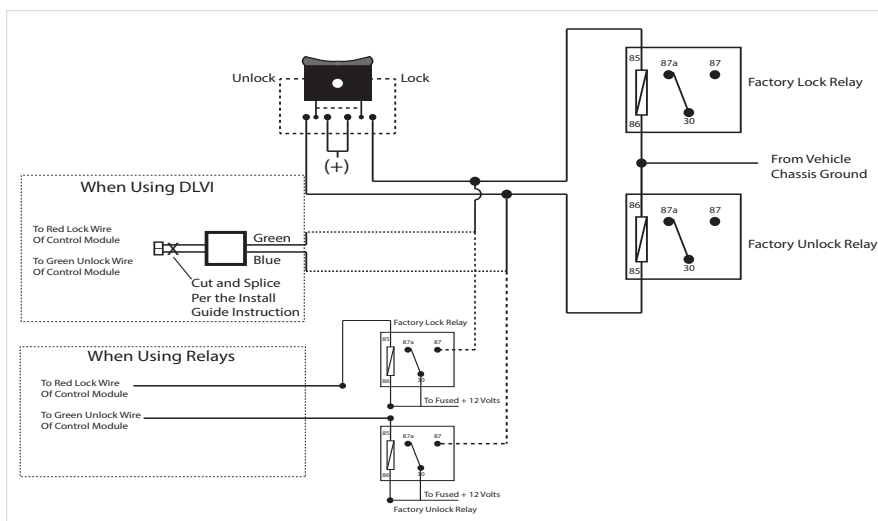 Unlock
Lock
(+)
85
87a
87
30
86
Factory Lock Relay
From Vehicle
Chassis Ground
86
87a
87
30
85
Factory Unlock Relay
When Using DLVI
To Red Lock Wire
Of Control Module
To Green Unlock Wire
Of Control Module
Green
Blue
Cut and Splice
Per the Install
Guide Instruction
When Using Relays
To Red Lock Wire
Of Control Module
To Green Unlock Wire
Of Control Module
Factory Lock Relay
85
87a
87
30
86
To Fused + 12 Volts
85
87a
87
30
86
To Fused + 12 Volts
Factory Unlock Relay